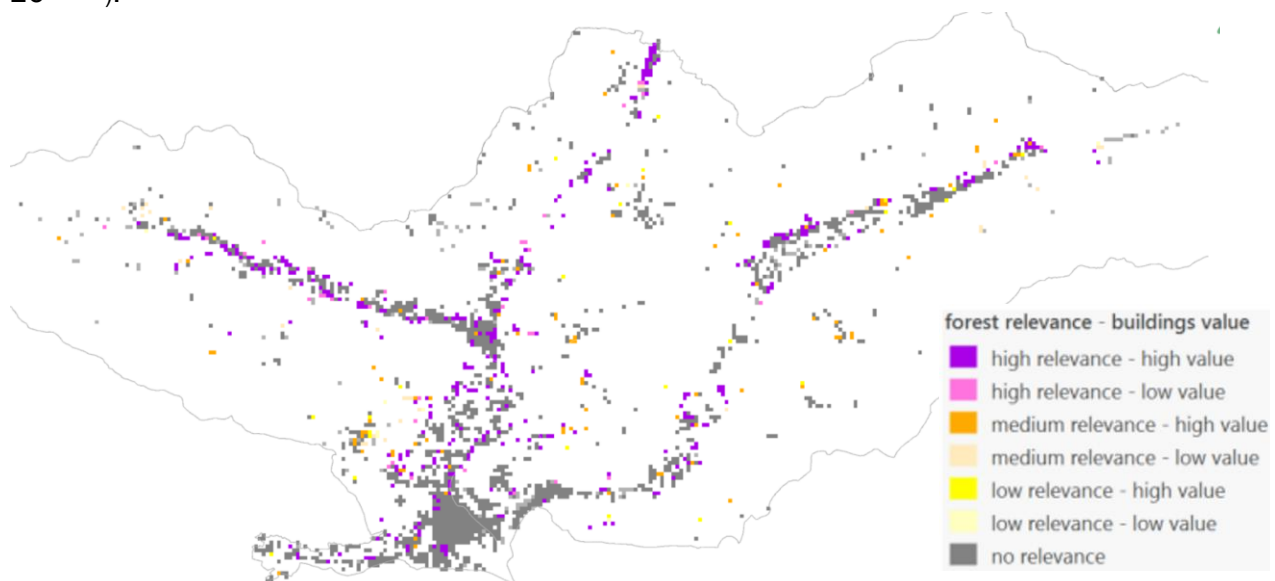 forest relevance - buildings value
high relevance - high value
high relevance - low value
medium relevance - high value
medium relevance - low value
low relevance - high value
low relevance - low value
no relevance